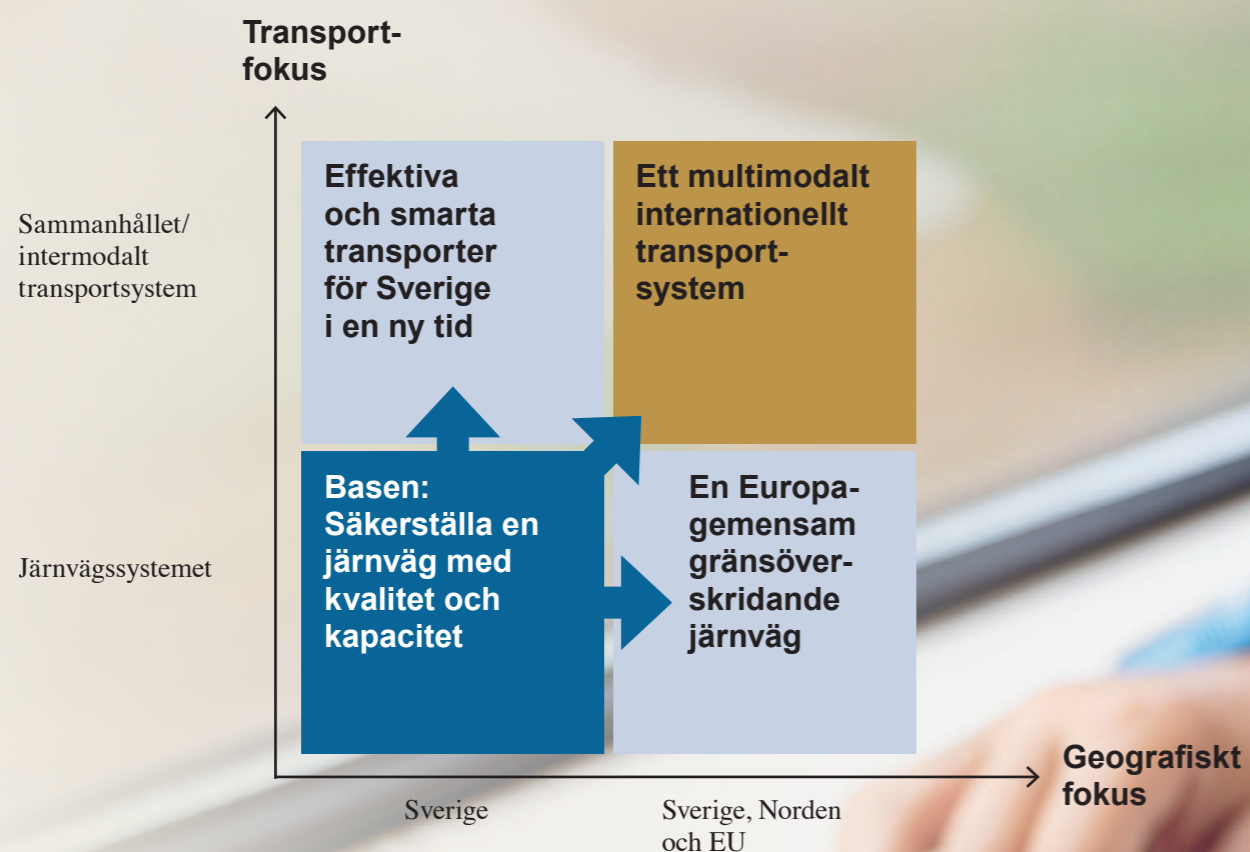 Transport-
fokus
Sammanhållet/
intermodalt
transportsystem
Effektiva
och smarta
transporter
för Sverige
i en ny tid
Ett multimodalt
internationellt
transport-
system
Järnvägssystemet
Basen:
Säkerställa en
järnväg med
kvalitet och
kapacitet
En Europa-
gemensam
gränsöver-
skridande
järnväg
Geografiskt
fokus
Sverige
Sverige, Norden
och EU